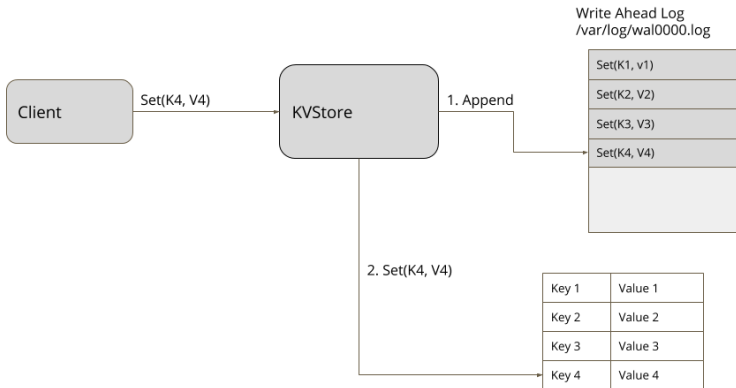 Write Ahead Log
/var/log/wal0000.log
Set(K1, v1)
Set(K2, V2)
Set(K3, V3)
Set(K4, V4)
Client
Set(K4, V4)
KVStore
1. Append
2. Set(K4, V4)
Key 1 Value 1
Key 2 Value 2
Key 3 Value 3
Key 4 Value 4